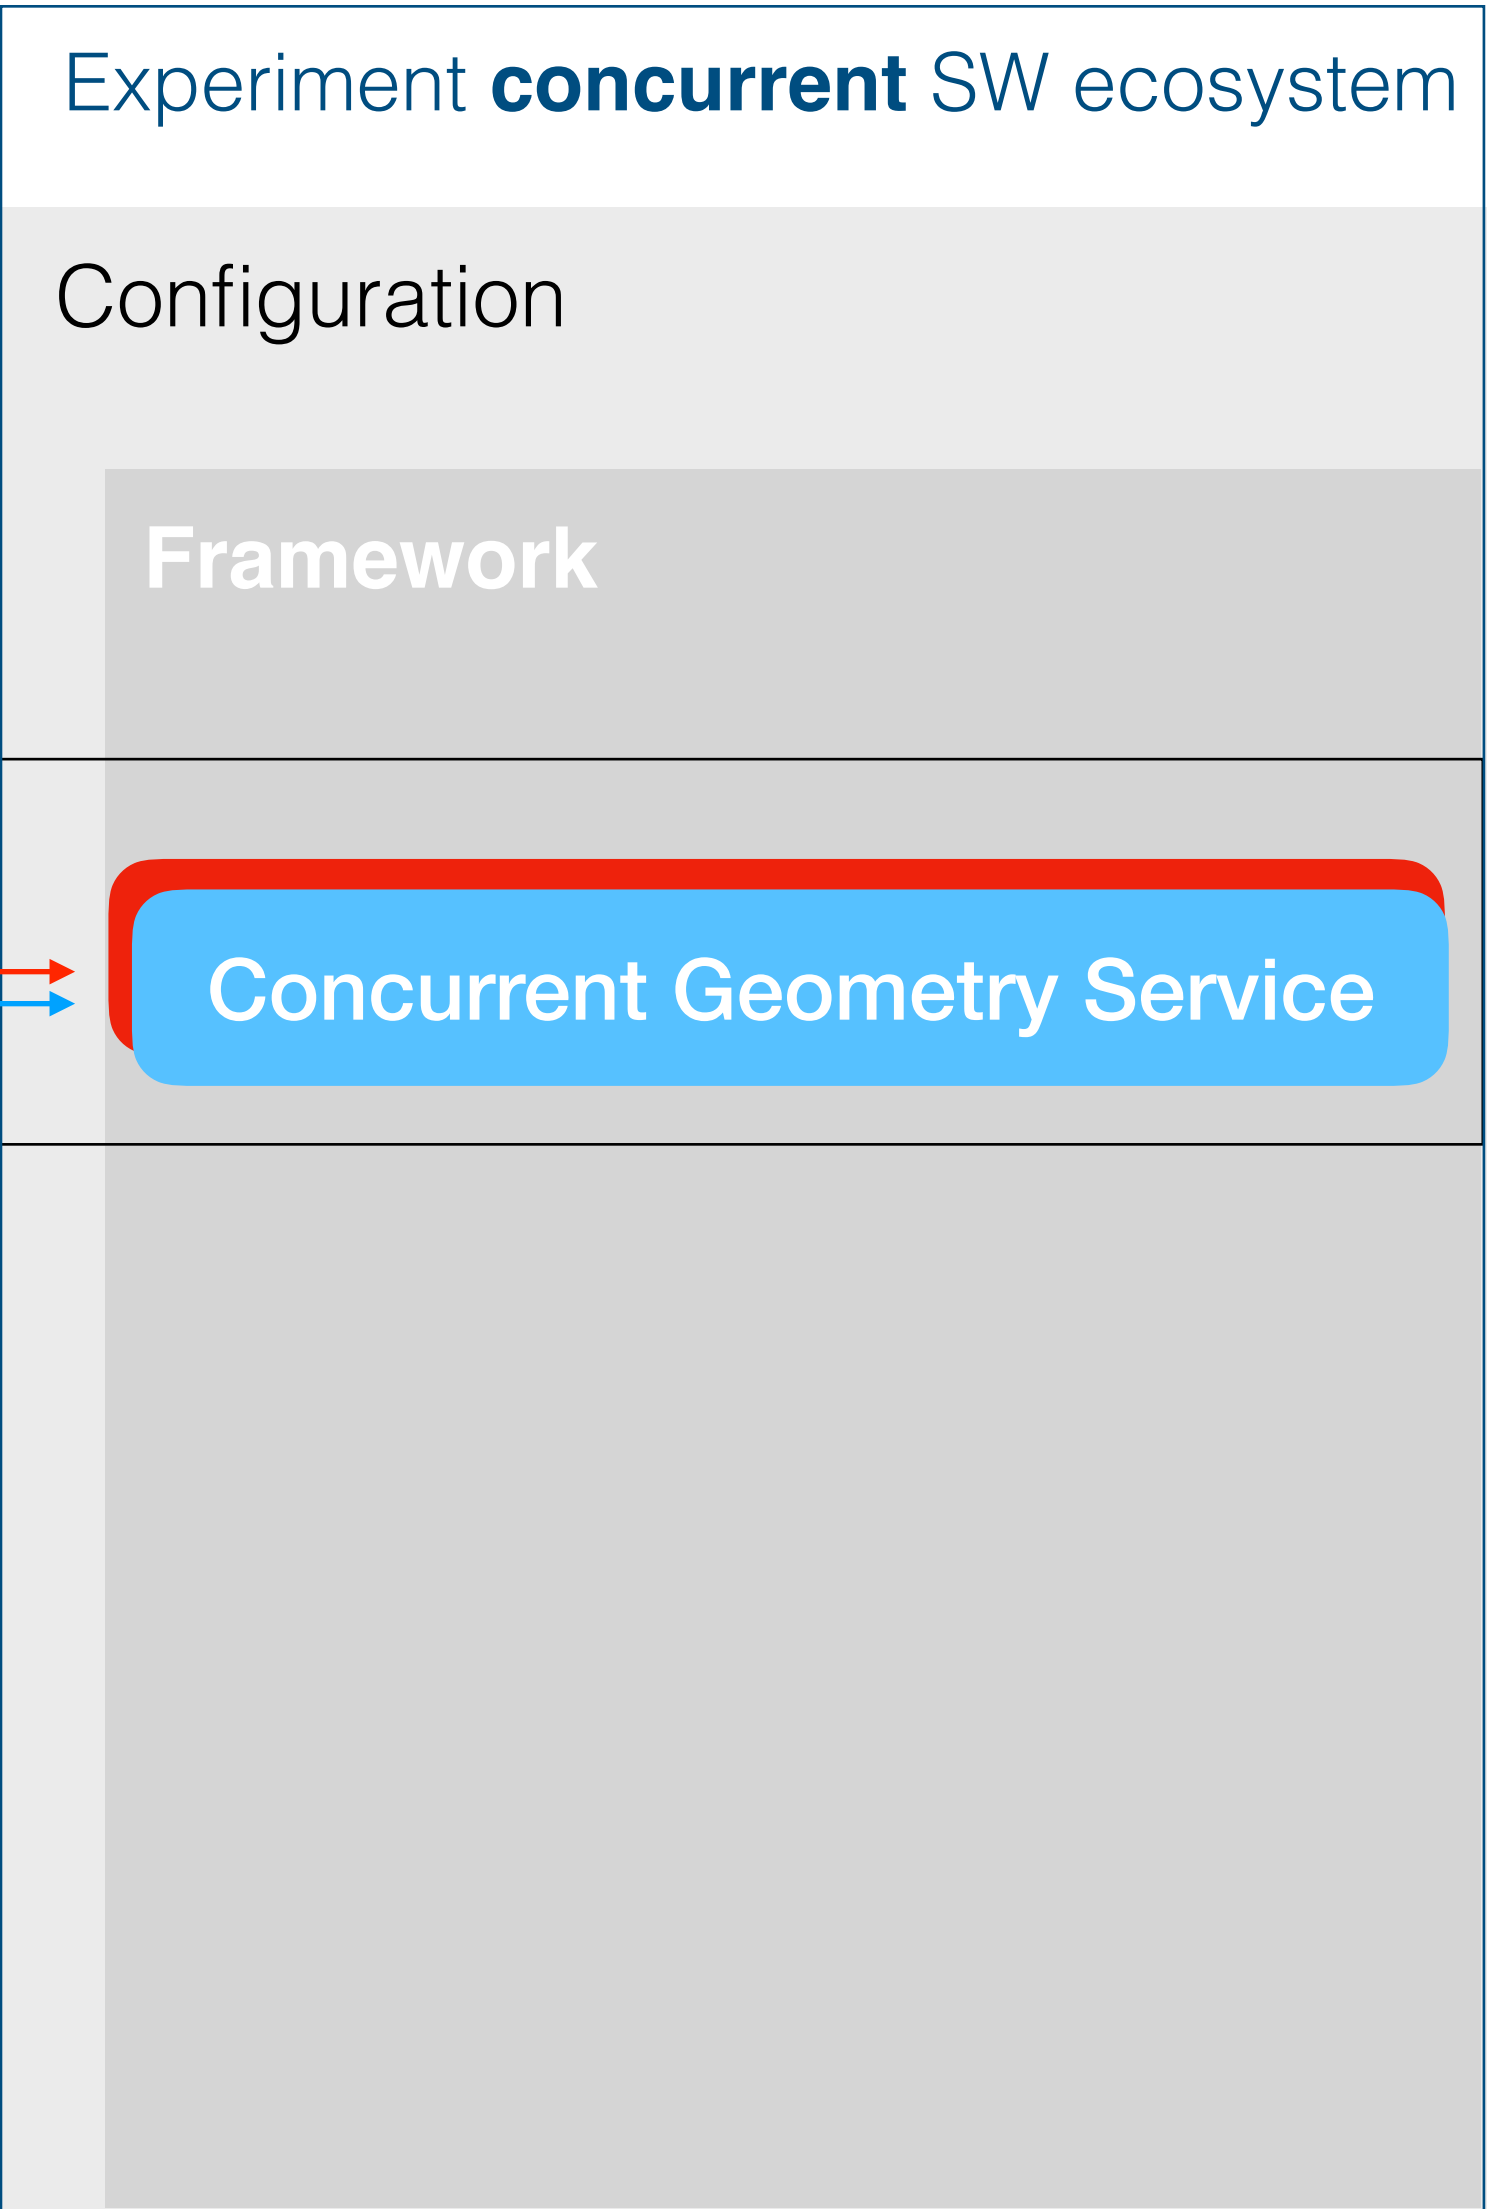 Experiment concurrent SW ecosystem
Configuration
Framework
Concurrent Geometry Service